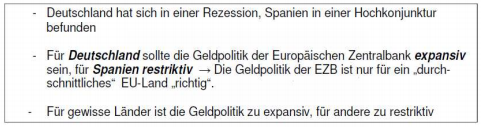 - Deutschland hat sich in einer Rezession, Spanien in einer Hochkonjunktur
befunden
- Für Deutschland sollte die Geldpolitik der Europäischen Zentralbank expansiv
sein, für Spanien restriktiv → Die Geldpolitik der EZB ist nur für ein „durch-
schnittliches“ EU-Land „richtig“.
- Für gewisse Länder ist die Geldpolitik zu expansiv, für andere zu restriktiv